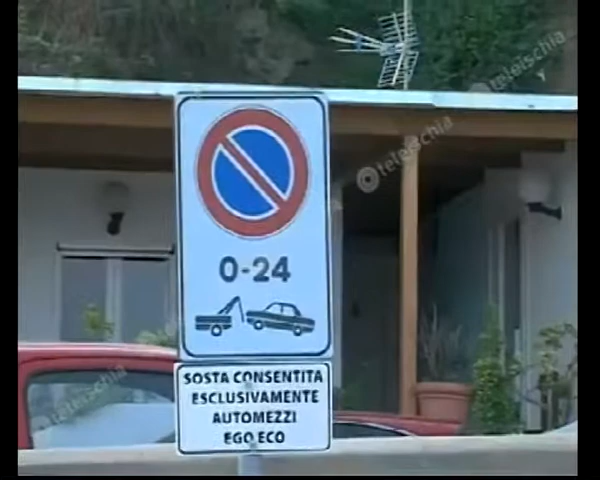 teleischia
teleischia
0-24
teleischia
SOSTA CONSENTITA
ESCLUSIVAMENTE
AUTOMEZZI
EGO ECO